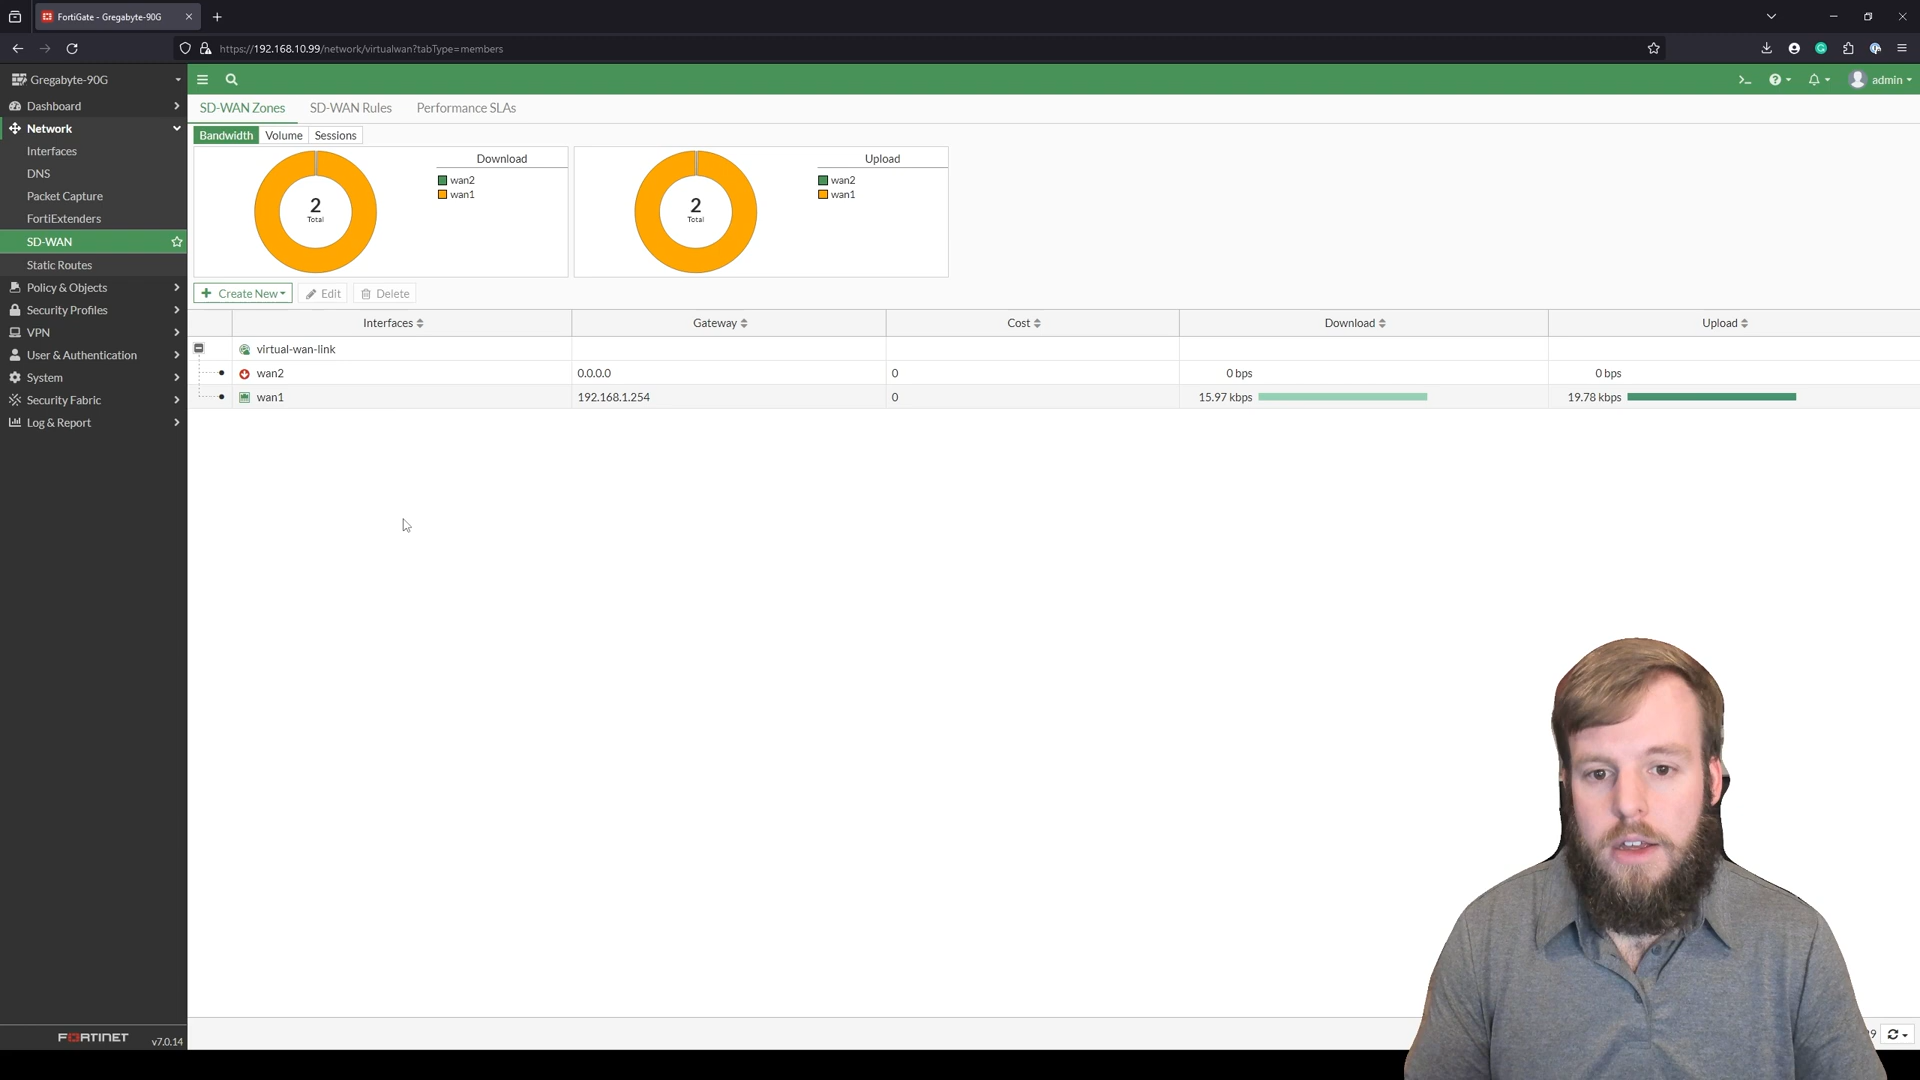 FortiGate - Gregabyte-90G
https://192.168.10.99/network/virtualwan?tabType=members
Gregabyte-90G
admin
Dashboard
Network
Interfaces
DNS
Packet Capture
FortiExtenders
SD-WAN
Static Routes
Policy & Objects
Security Profiles
VPN
User & Authentication
System
Security Fabric
Log & Report
FORTINET
v7.0.14
SD-WAN Zones SD-WAN Rules Performance SLAs
Bandwidth Volume Sessions
2
Total
Download
wan2
wan1
2
Total
Upload
wan2
wan1
Create New Edit Delete
Interfaces Gateway Cost Download Upload
virtual-wan-link
wan2 0.0.0.0 0 0 bps 0 bps
wan1 192.168.1.254 0 15.97 kbps 19.78 kbps